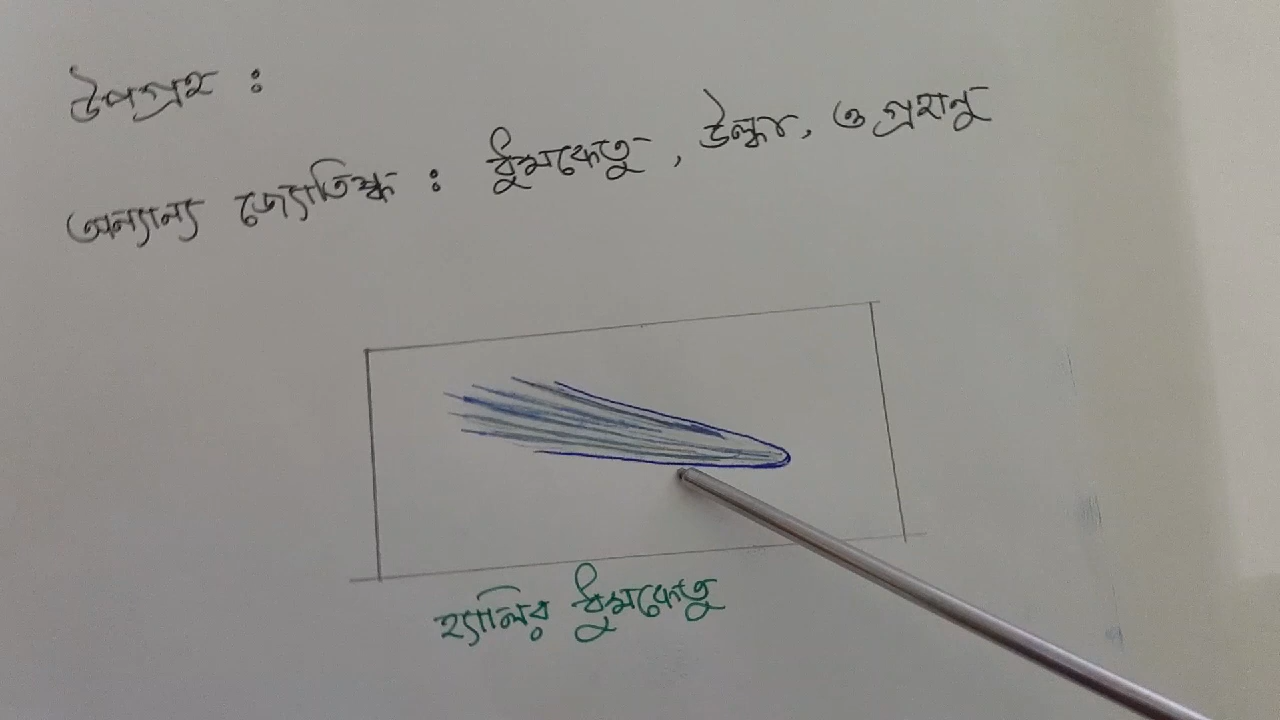 উপগ্রহ :
অন্যান্য জ্যোতিষ্ক : ধুমকেতু, উল্কা, ও গ্রহানু
হ্যালির ধুমকেতু